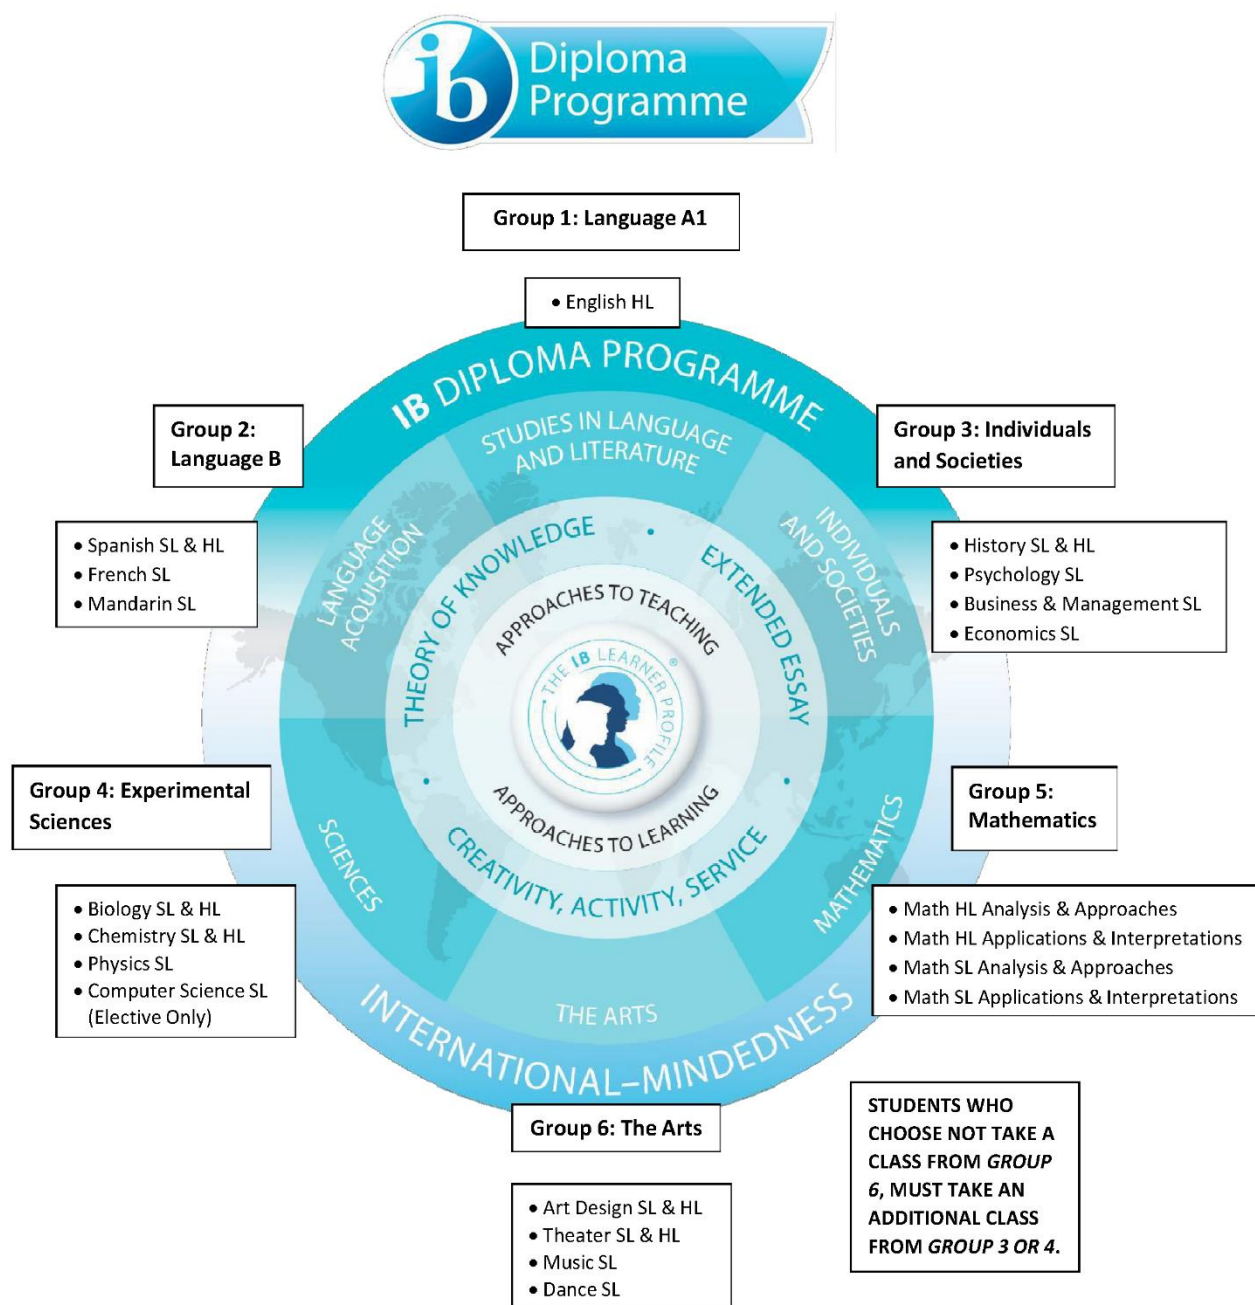 ib
Diploma
Programme
Group 1: Language A1
• English HL
IB DIPLOMA PROGRAMME
STUDIES IN LANGUAGE
AND LITERATURE
Group 2:
Language B
Group 3: Individuals
and Societies
• Spanish SL & HL
• French SL
• Mandarin SL
LANGUAGE
ACQUISITION
INDIVIDUALS
AND SOCIETIES
• History SL & HL
• Psychology SL
• Business & Management SL
• Economics SL
THEORY OF KNOWLEDGE
•
EXTENDED ESSAY
•
CREATIVITY, ACTIVITY, SERVICE
•
APPROACHES TO TEACHING
THE IB LEARNER PROFILE®
APPROACHES TO LEARNING
Group 4: Experimental
Sciences
Group 5:
Mathematics
SCIENCES
MATHEMATICS
• Biology SL & HL
• Chemistry SL & HL
• Physics SL
• Computer Science SL
(Elective Only)
• Math HL Analysis & Approaches
• Math HL Applications & Interpretations
• Math SL Analysis & Approaches
• Math SL Applications & Interpretations
THE ARTS
INTERNATIONAL–MINDEDNESS
Group 6: The Arts
• Art Design SL & HL
• Theater SL & HL
• Music SL
• Dance SL
STUDENTS WHO
CHOOSE NOT TAKE A
CLASS FROM GROUP
6, MUST TAKE AN
ADDITIONAL CLASS
FROM GROUP 3 OR 4.